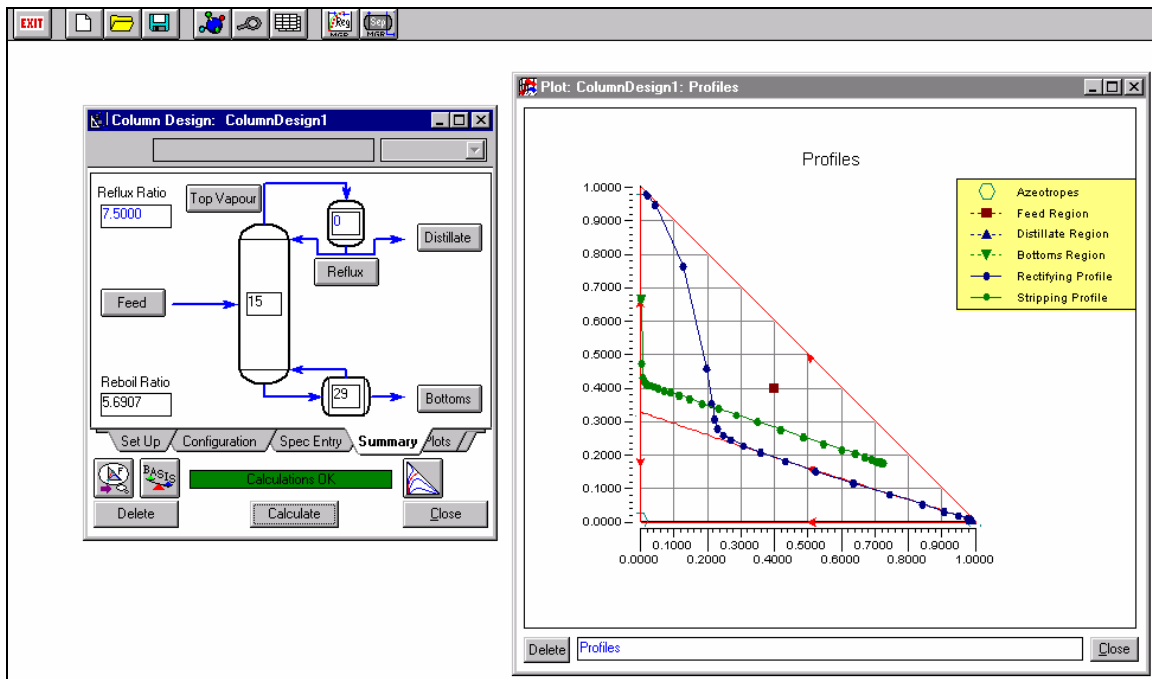 EXIT
Reg
MGR
Sep
MGR
Column Design: ColumnDesign1
Reflux Ratio
7.5000
Top Vapour
0
Distillate
Reflux
Feed
15
Reboil Ratio
5.6907
29
Bottoms
Set Up
Configuration
Spec Entry
Summary
Plots
F
BASIS
Calculations OK
Delete
Calculate
Close
Plot: ColumnDesign1: Profiles
Profiles
1.0000
0.9000
0.8000
0.7000
0.6000
0.5000
0.4000
0.3000
0.2000
0.1000
0.0000
0.1000 0.3000 0.5000 0.7000 0.9000
0.0000 0.2000 0.4000 0.6000 0.8000 1.0000
Azeotropes
Feed Region
Distillate Region
Bottoms Region
Rectifying Profile
Stripping Profile
Delete
Profiles
Close